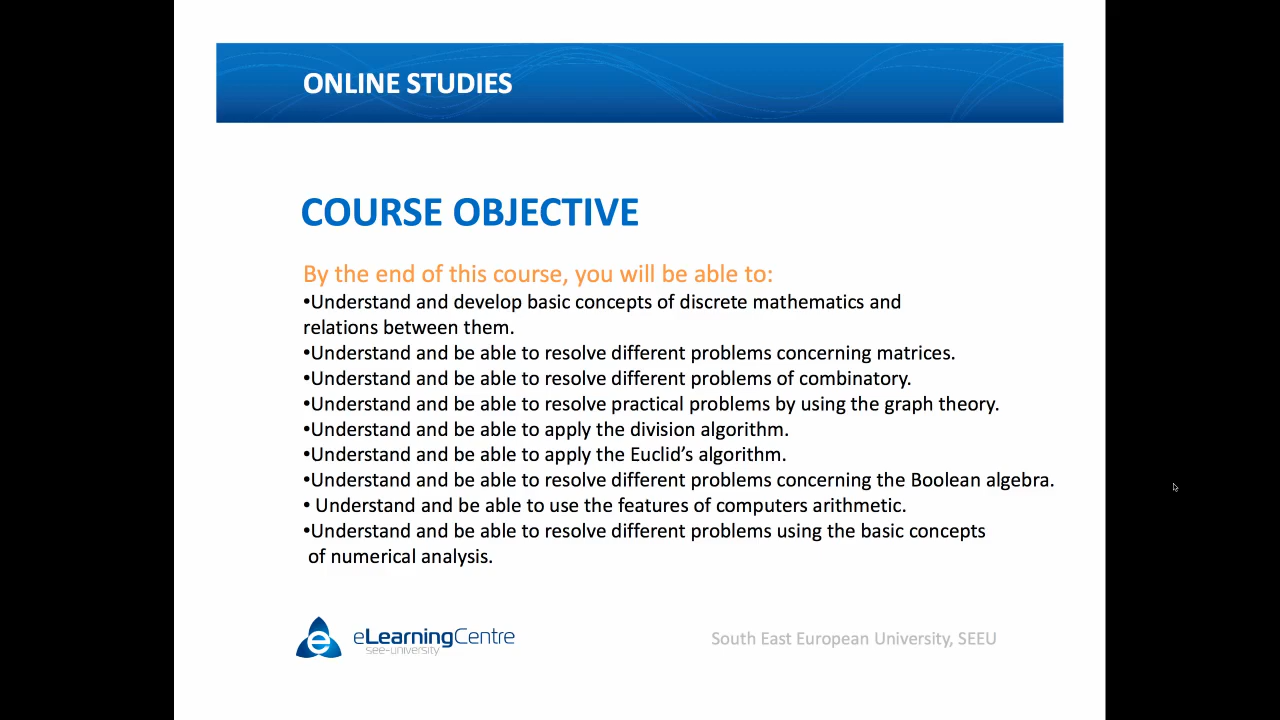 ONLINE STUDIES
COURSE OBJECTIVE
By the end of this course, you will be able to:
•Understand and develop basic concepts of discrete mathematics and
relations between them.
•Understand and be able to resolve different problems concerning matrices.
•Understand and be able to resolve different problems of combinatory.
•Understand and be able to resolve practical problems by using the graph theory.
•Understand and be able to apply the division algorithm.
•Understand and be able to apply the Euclid's algorithm.
•Understand and be able to resolve different problems concerning the Boolean algebra.
• Understand and be able to use the features of computers arithmetic.
•Understand and be able to resolve different problems using the basic concepts
of numerical analysis.
e eLearningCentre
see-university
South East European University, SEEU